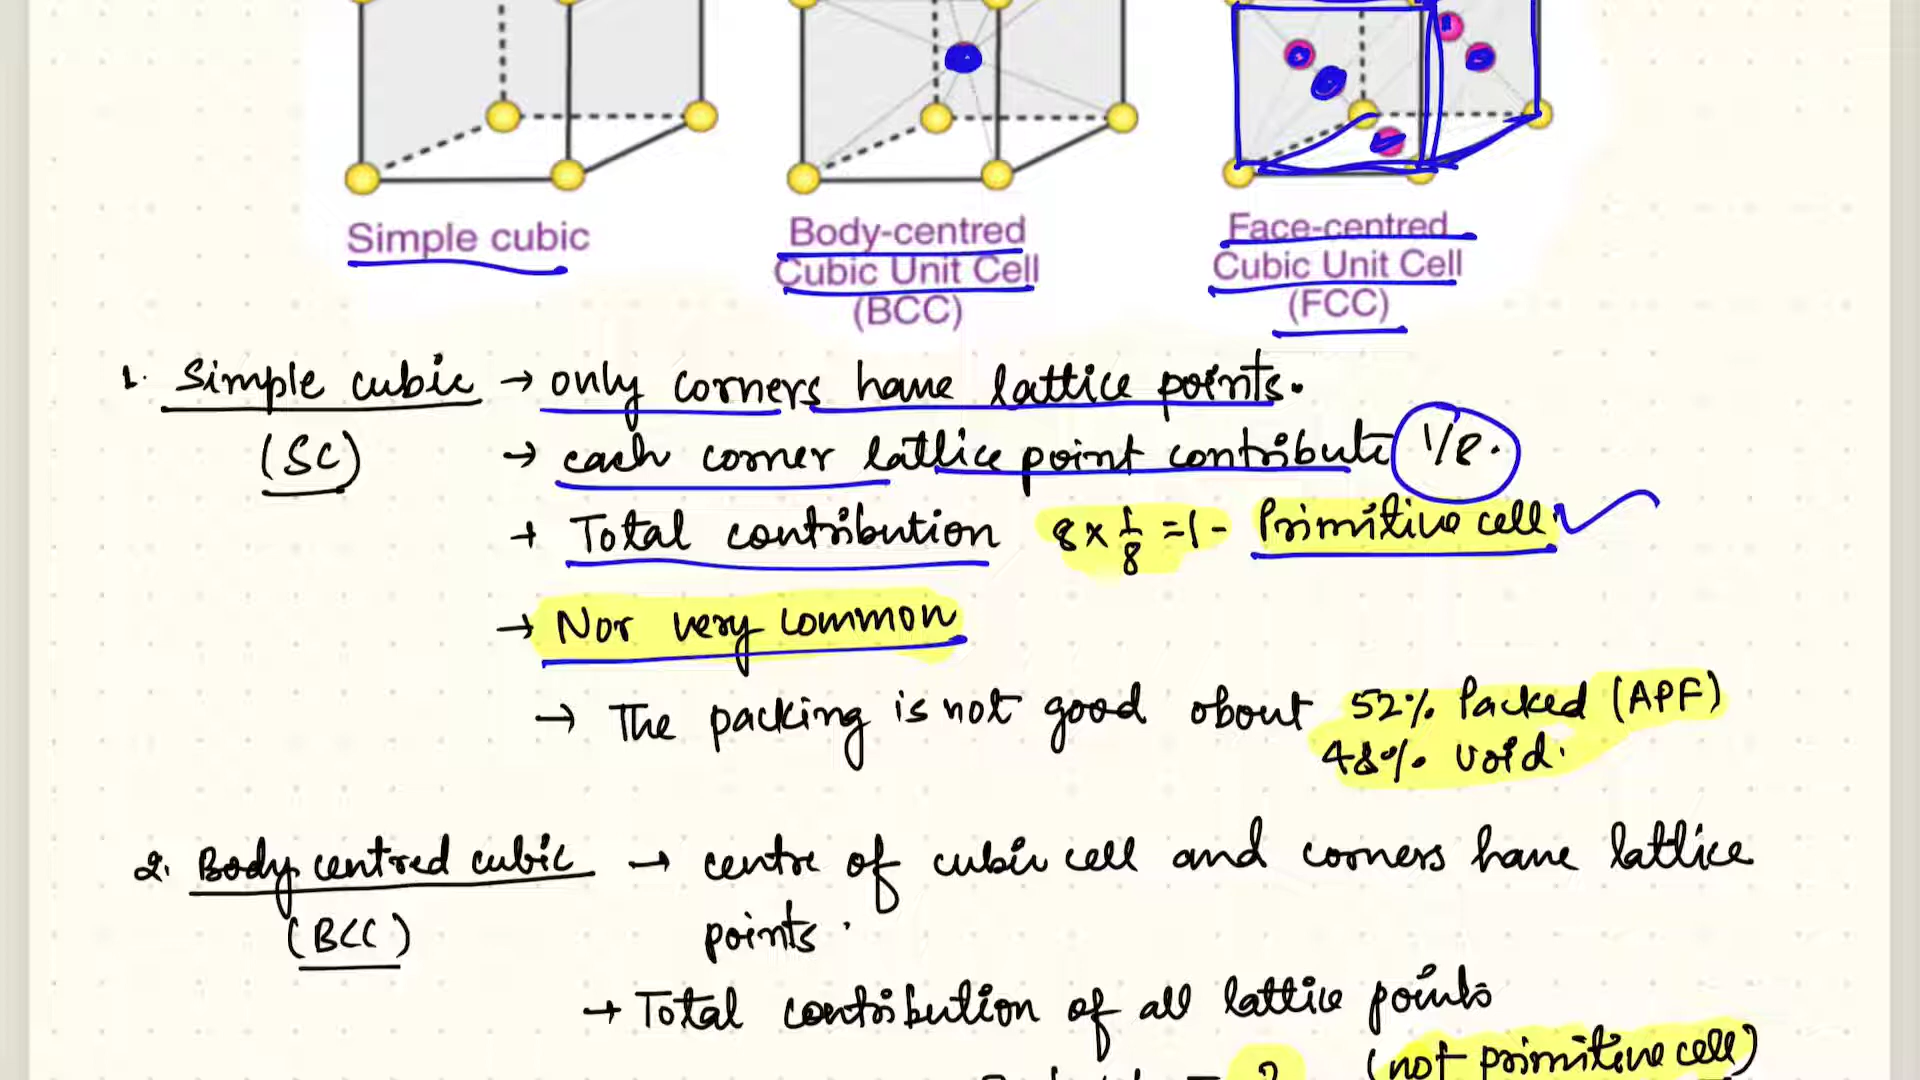 Simple cubic
Body-centred
Cubic Unit Cell
(BCC)
Face-centred
Cubic Unit Cell
(FCC)
1. Simple cubic → only corners have lattice points.
(SC) → each corner lattice point contribute 1/8.
→ Total contribution 8 × 1/8 = 1 - Primitive cell
→ Nor very common
→ The packing is not good about 52% Packed (APF)
48% void.
2. Body centred cubic → centre of cubic cell and corners have lattice
(BCC) points.
→ Total contribution of all lattice points
= 2 (not primitive cell)